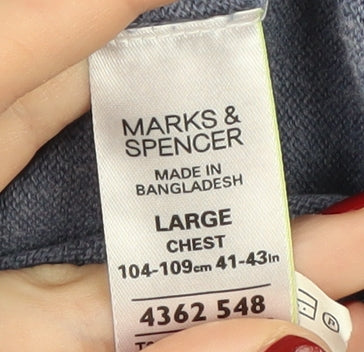 MARKS &
SPENCER
MADE IN
BANGLADESH
LARGE
CHEST
104-109cm 41-43In
4362 548
P